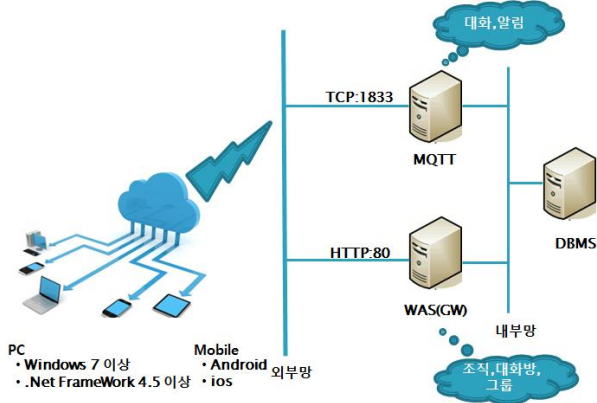 대화,알림
TCP:1833
MQTT
DBMS
HTTP:80
WAS(GW)
내부망
외부망
조직,대화방,
그룹
PC
・Windows 7 이상
・.Net FrameWork 4.5 이상
Mobile
・Android
・ios